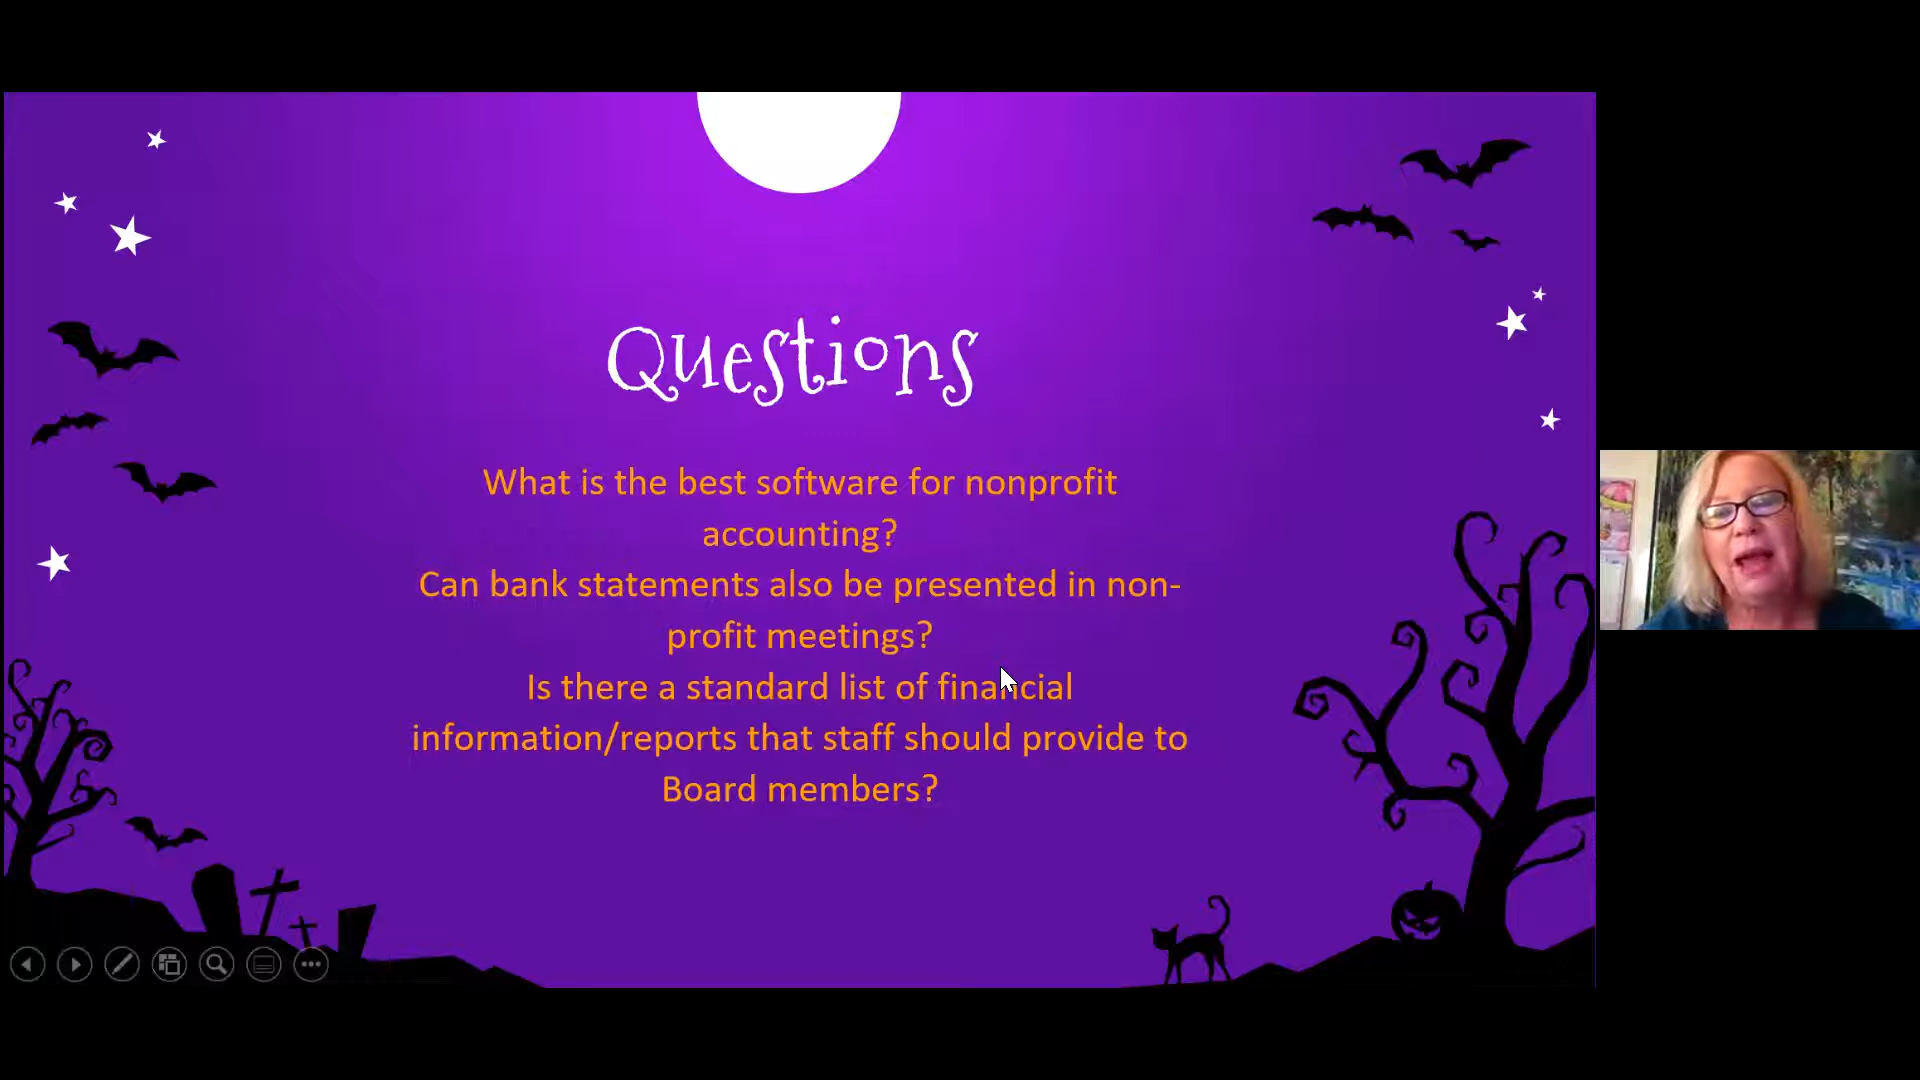 Questions
What is the best software for nonprofit
accounting?
Can bank statements also be presented in non-
profit meetings?
Is there a standard list of financial
information/reports that staff should provide to
Board members?